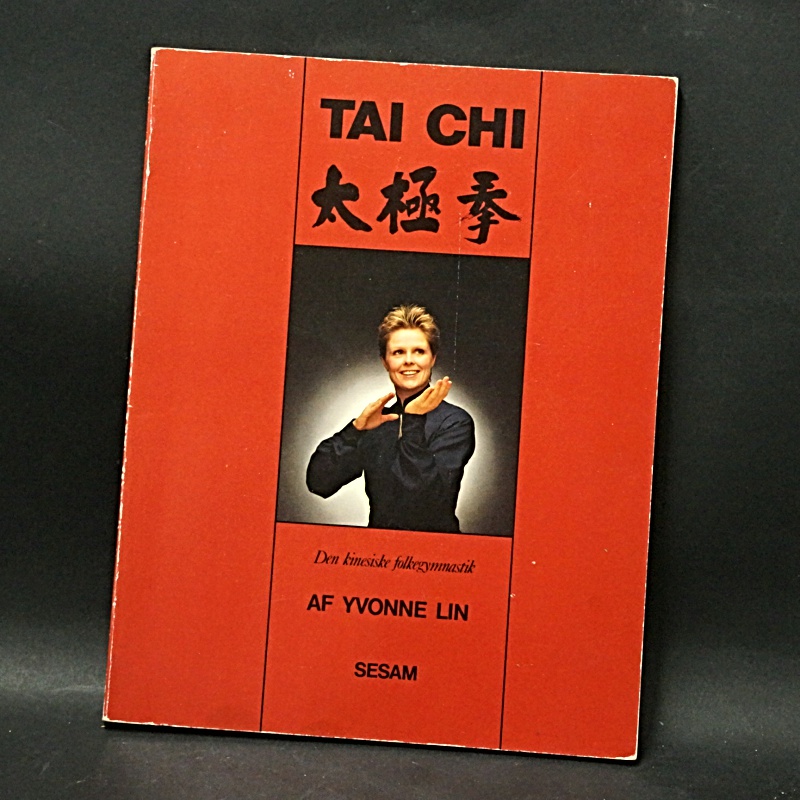 TAI CHI
太極拳
Den kinesiske folkegymnastik
AF YVONNE LIN
SESAM